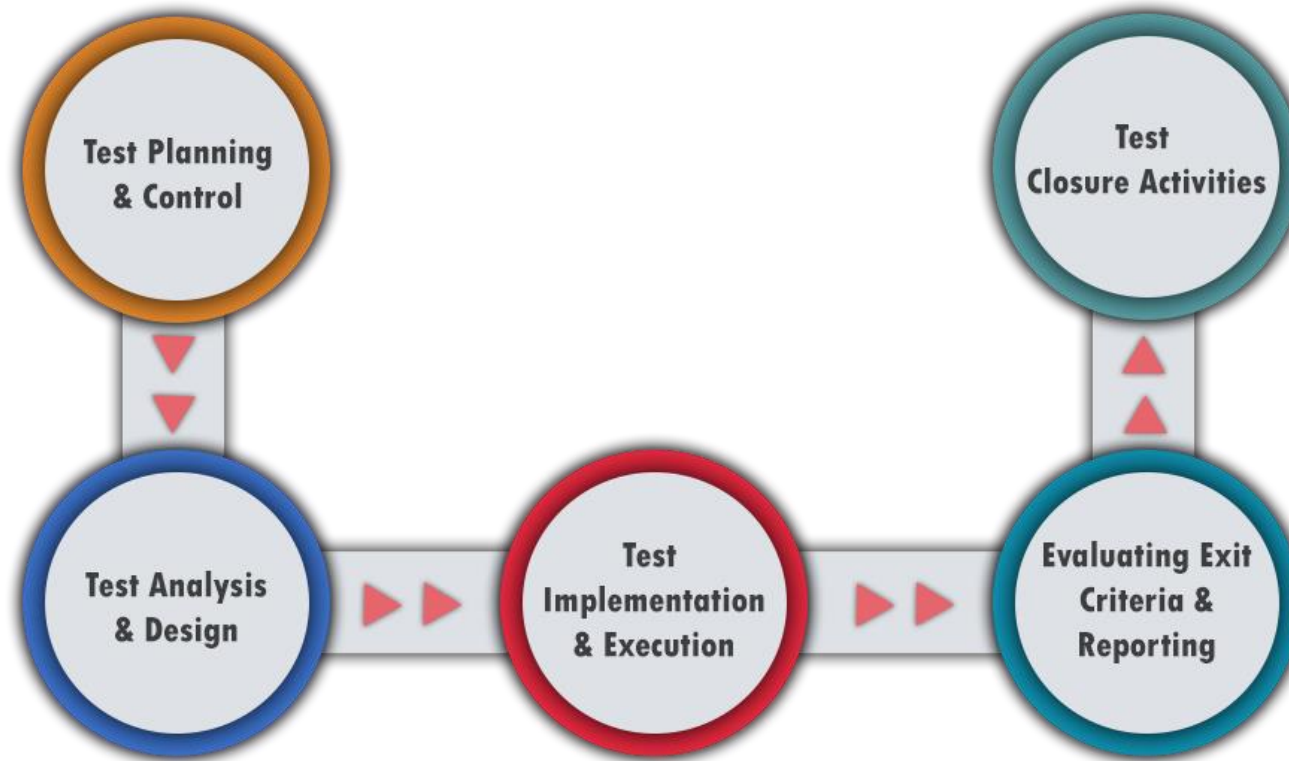 Test Planning
& Control
Test Analysis
& Design
Test
Implementation
& Execution
Evaluating Exit
Criteria &
Reporting
Test
Closure Activities